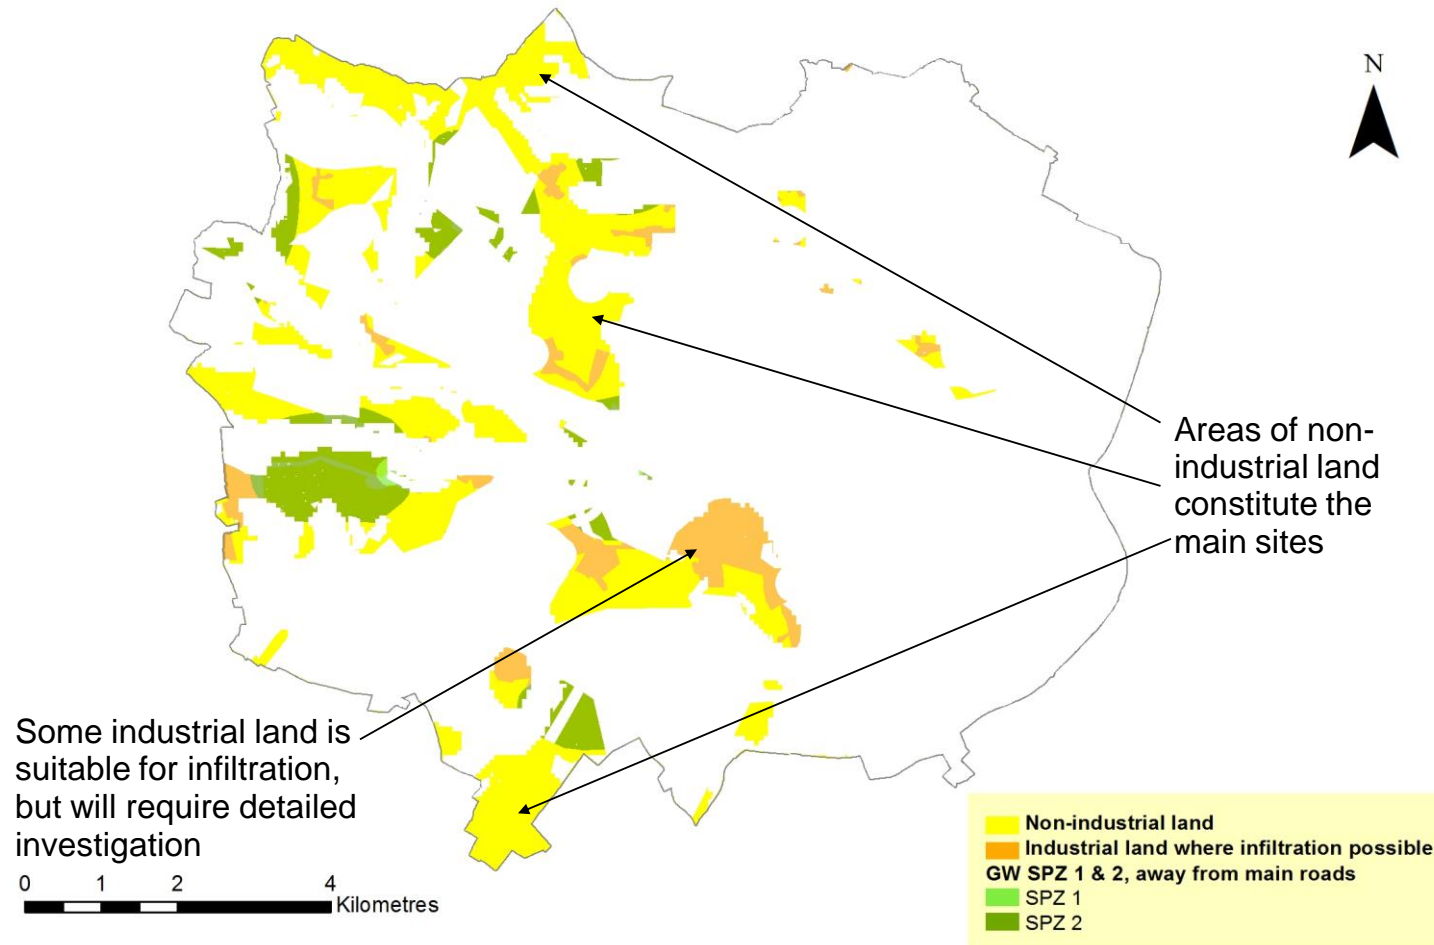 N
Areas of non-
industrial land
constitute the
main sites
Some industrial land is
suitable for infiltration,
but will require detailed
investigation
0 1 2 4
Kilometres
Non-industrial land
Industrial land where infiltration possible
GW SPZ 1 & 2, away from main roads
SPZ 1
SPZ 2